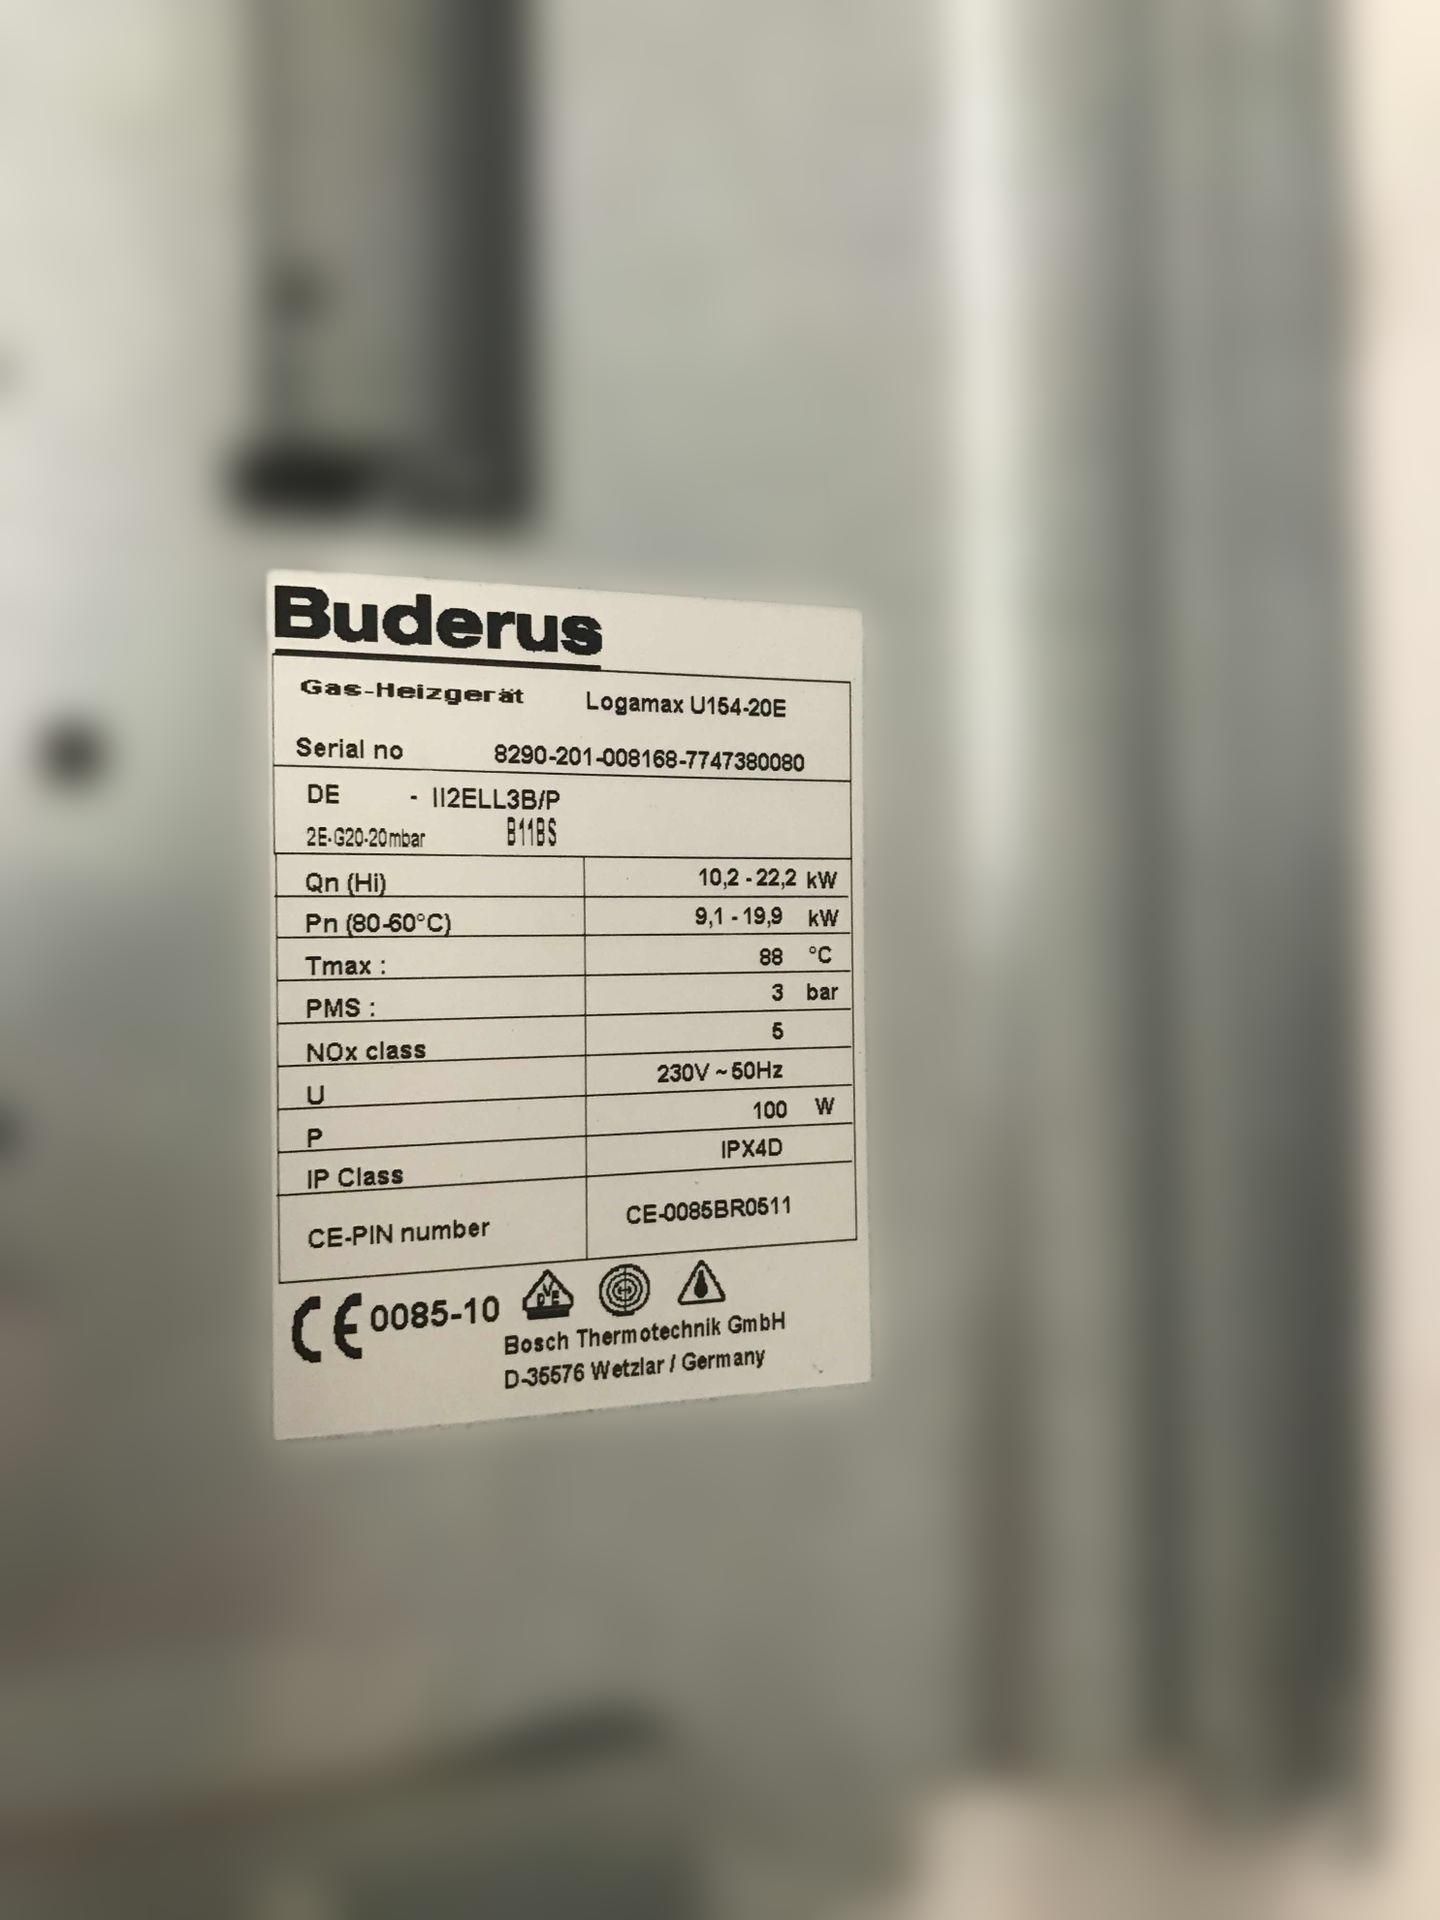 Buderus
Gas-Heizgerät Logamax U154-20E
Serial no 8290-201-008168-7747380080
DE - II2ELL3B/P
2E-G20-20mbar B11BS
Qn (Hi) 10,2 - 22,2 kW
Pn (80-60°C) 9,1 - 19,9 kW
Tmax : 88 °C
PMS : 3 bar
NOx class 5
U 230V ~ 50Hz
P 100 W
IP Class IPX4D
CE-PIN number CE-0085BR0511
CE 0085-10
DVE
Bosch Thermotechnik GmbH
D-35576 Wetzlar / Germany